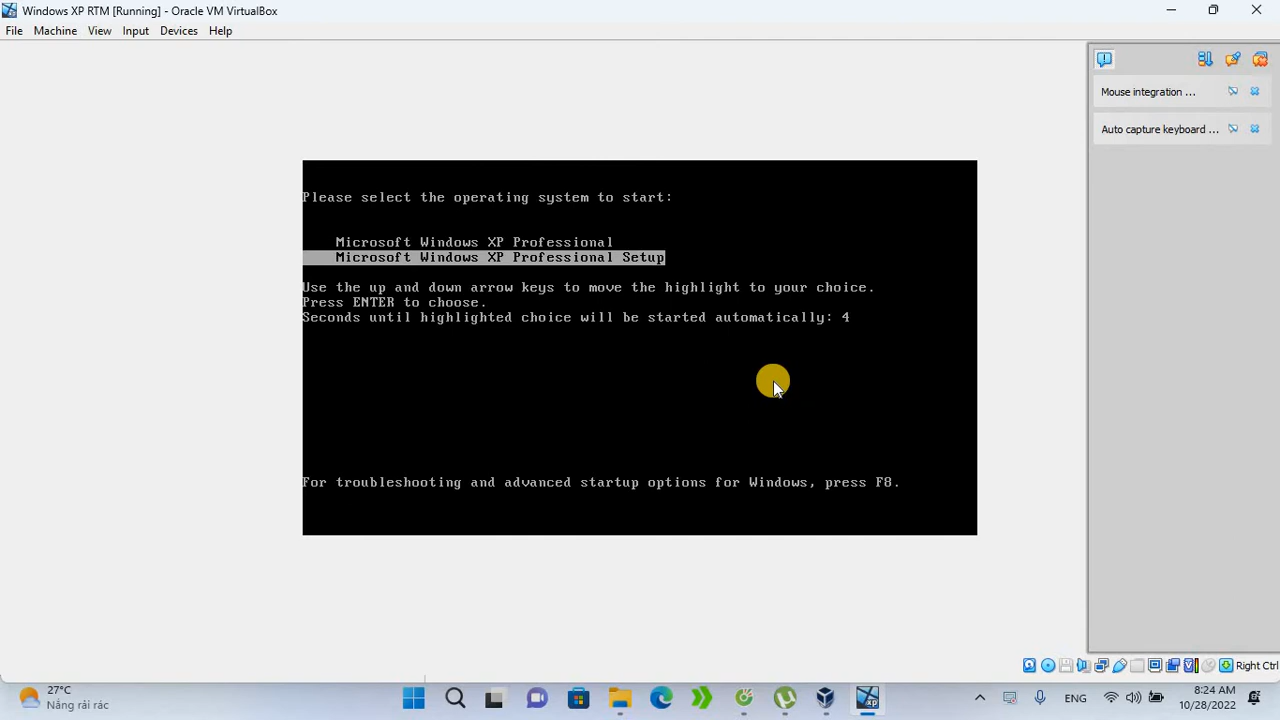 Windows XP RTM [Running] - Oracle VM VirtualBox
File Machine View Input Devices Help
Mouse integration ...
Auto capture keyboard ...
Please select the operating system to start:
Microsoft Windows XP Professional
Microsoft Windows XP Professional Setup
Use the up and down arrow keys to move the highlight to your choice.
Press ENTER to choose.
Seconds until highlighted choice will be started automatically: 4
For troubleshooting and advanced startup options for Windows, press F8.
Right Ctrl
27°C
Nắng rải rác
xp
ENG
8:24 AM
10/28/2022